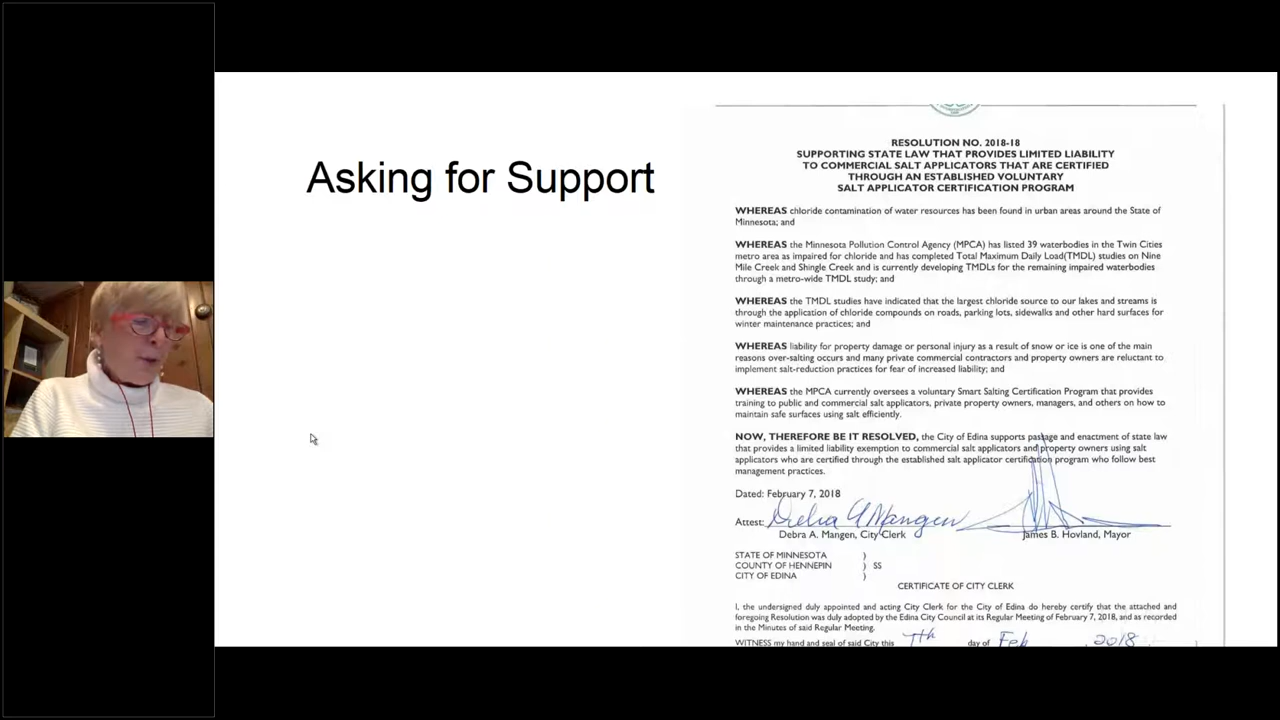 Asking for Support
RESOLUTION NO. 2018-18
SUPPORTING STATE LAW THAT PROVIDES LIMITED LIABILITY
TO COMMERCIAL SALT APPLICATORS THAT ARE CERTIFIED
THROUGH AN ESTABLISHED VOLUNTARY
SALT APPLICATOR CERTIFICATION PROGRAM
WHEREAS chloride contamination of water resources has been found in urban areas around the State of
Minnesota; and
WHEREAS the Minnesota Pollution Control Agency (MPCA) has listed 39 waterbodies in the Twin Cities
metro area as impaired for chloride and has completed Total Maximum Daily Load(TMDL) studies on Nine
Mile Creek and Shingle Creek and is currently developing TMDLs for the remaining impaired waterbodies
through a metro-wide TMDL study; and
WHEREAS the TMDL studies have indicated that the largest chloride source to our lakes and streams is
through the application of chloride compounds on roads, parking lots, sidewalks and other hard surfaces for
winter maintenance practices; and
WHEREAS liability for property damage or personal injury as a result of snow or ice is one of the main
reasons over-salting occurs and many private commercial contractors and property owners are reluctant to
implement salt-reduction practices for fear of increased liability; and
WHEREAS the MPCA currently oversees a voluntary Smart Salting Certification Program that provides
training to public and commercial salt applicators, private property owners, managers, and others on how to
maintain safe surfaces using salt efficiently.
NOW, THEREFORE BE IT RESOLVED, the City of Edina supports passage and enactment of state law
that provides a limited liability exemption to commercial salt applicators and property owners using salt
applicators who are certified through the established salt applicator certification program who follow best
management practices.
Dated: February 7, 2018
Attest: Debra A Mangen
Debra A. Mangen, City Clerk James B. Hovland, Mayor
STATE OF MINNESOTA )
COUNTY OF HENNEPIN ) SS
CITY OF EDINA )
CERTIFICATE OF CITY CLERK
I, the undersigned duly appointed and acting City Clerk for the City of Edina do hereby certify that the attached and
foregoing Resolution was duly adopted by the Edina City Council at its Regular Meeting of February 7, 2018, and as recorded
in the Minutes of said Regular Meeting.
WITNESS my hand and seal of said City this 7th day of Feb , 2018